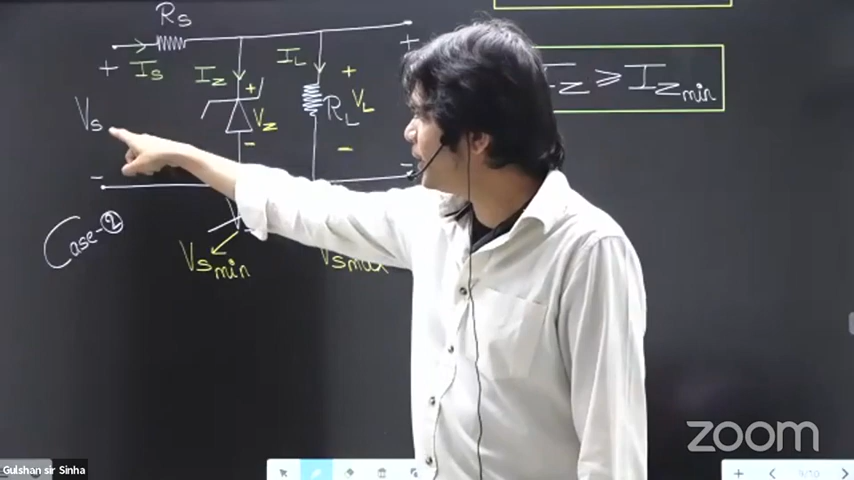 Rs
+
Is
Iz
IL
+
+
+
Vs
Vz
RL
VL
-
-
-
-
Iz ≥ Izmin
Case-②
Vsmin
Vsmax
zoom
Gulshan sir Sinha